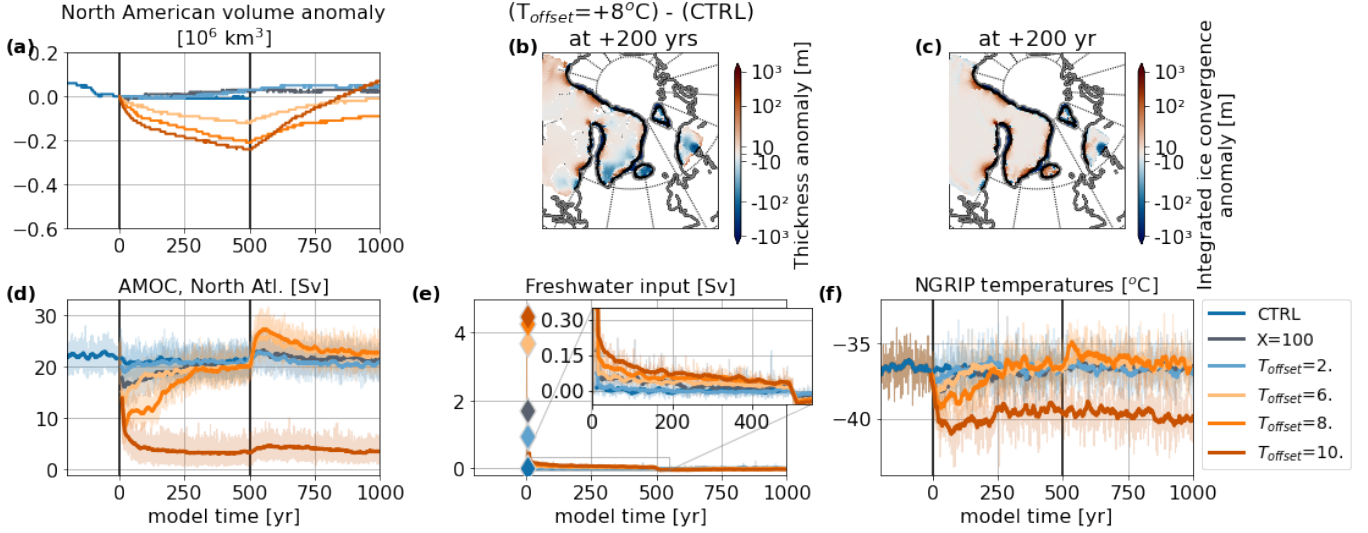 North American volume anomaly
[10⁶ km³]
(T_offset=+8°C) - (CTRL)
(a)
0.2
0.0
−0.2
−0.4
−0.6
0 250 500 750 1000
(b)
at +200 yrs
10³
10²
10
-10
-10²
-10³
Thickness anomaly [m]
(c)
at +200 yr
10³
10²
10
-10
-10²
-10³
Integrated ice convergence
anomaly [m]
(d)
AMOC, North Atl. [Sv]
30
20
10
0
0 250 500 750 1000
model time [yr]
(e)
Freshwater input [Sv]
4
2
0
0.30
0.15
0.00
0 200 400
0 250 500 750 1000
model time [yr]
(f)
NGRIP temperatures [°C]
−35
−40
0 250 500 750 1000
model time [yr]
CTRL
X=100
T_offset=2.
T_offset=6.
T_offset=8.
T_offset=10.